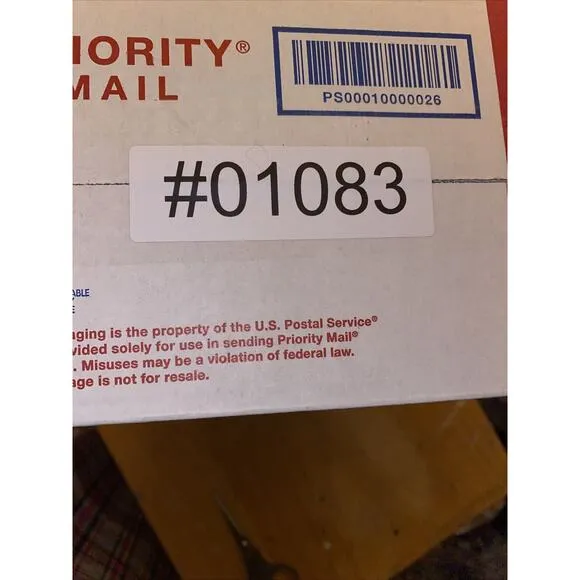 IORITY®
MAIL
PS00010000026
#01083
ABLE
E
aging is the property of the U.S. Postal Service®
vided solely for use in sending Priority Mail®
. Misuses may be a violation of federal law.
age is not for resale.